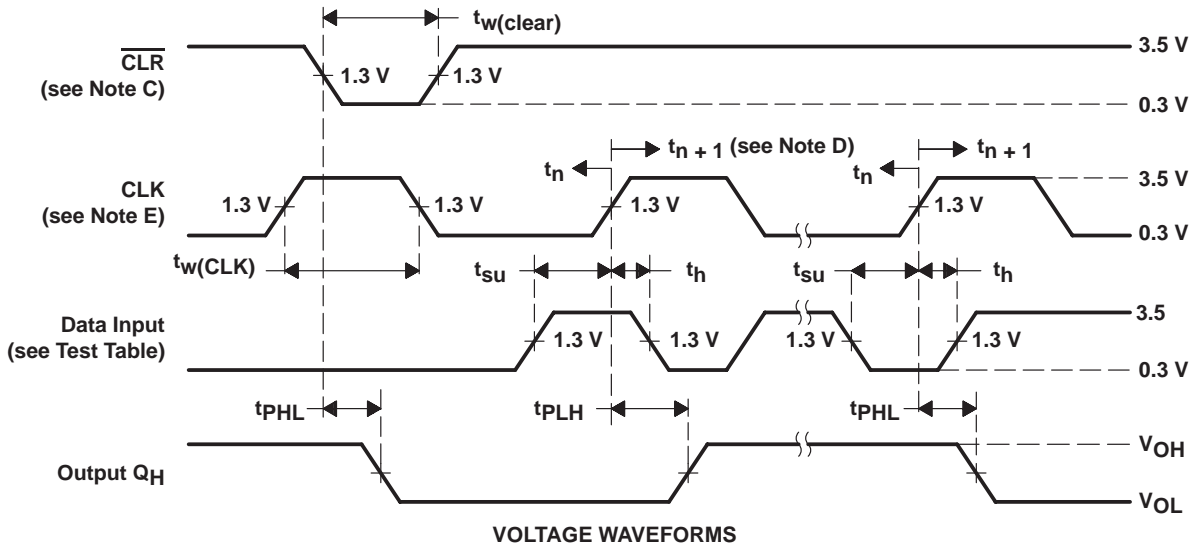 tw(clear)
CLR
(see Note C)
1.3 V
1.3 V
3.5 V
0.3 V
tn
tn + 1 (see Note D)
tn
tn + 1
CLK
(see Note E)
1.3 V
1.3 V
1.3 V
1.3 V
3.5 V
0.3 V
tw(CLK)
tsu
th
tsu
th
Data Input
(see Test Table)
1.3 V
1.3 V
1.3 V
1.3 V
3.5
0.3 V
tPHL
tPLH
tPHL
Output QH
VOH
VOL
VOLTAGE WAVEFORMS